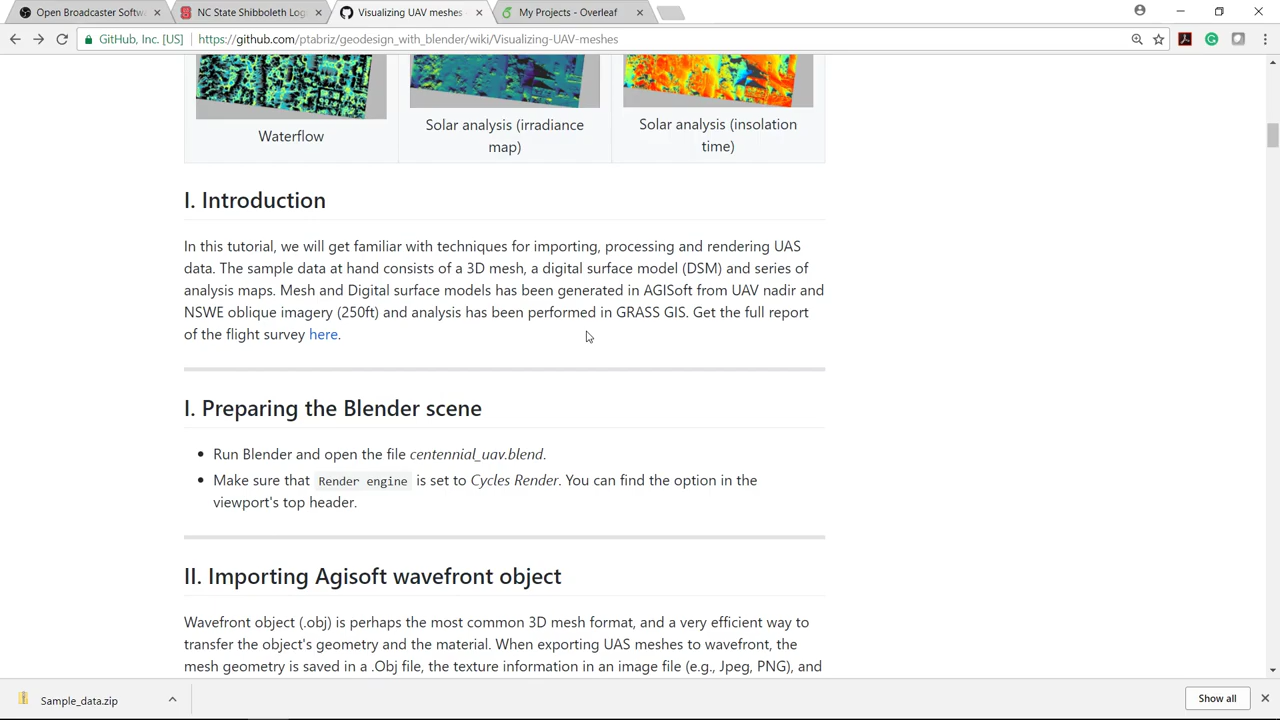 Open Broadcaster Softw
NC State Shibboleth Log
Visualizing UAV meshes
My Projects - Overleaf
GitHub, Inc. [US]
https://github.com/ptabriz/geodesign_with_blender/wiki/Visualizing-UAV-meshes
Waterflow
Solar analysis (irradiance
map)
Solar analysis (insolation
time)
I. Introduction
In this tutorial, we will get familiar with techniques for importing, processing and rendering UAS
data. The sample data at hand consists of a 3D mesh, a digital surface model (DSM) and series of
analysis maps. Mesh and Digital surface models has been generated in AGISoft from UAV nadir and
NSWE oblique imagery (250ft) and analysis has been performed in GRASS GIS. Get the full report
of the flight survey here.
I. Preparing the Blender scene
Run Blender and open the file centennial_uav.blend.
Make sure that Render engine is set to Cycles Render. You can find the option in the
viewport's top header.
II. Importing Agisoft wavefront object
Wavefront object (.obj) is perhaps the most common 3D mesh format, and a very efficient way to
transfer the object's geometry and the material. When exporting UAS meshes to wavefront, the
mesh geometry is saved in a .Obj file, the texture information in an image file (e.g., Jpeg, PNG), and
Sample_data.zip
Show all